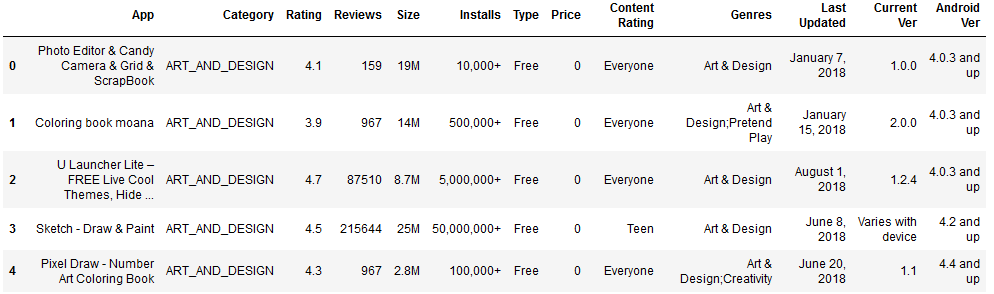 App Category Rating Reviews Size Installs Type Price Content Rating Genres Last Updated Current Ver Android Ver
0 Photo Editor & Candy Camera & Grid & ScrapBook ART_AND_DESIGN 4.1 159 19M 10,000+ Free 0 Everyone Art & Design January 7, 2018 1.0.0 4.0.3 and up
1 Coloring book moana ART_AND_DESIGN 3.9 967 14M 500,000+ Free 0 Everyone Art & Design;Pretend Play January 15, 2018 2.0.0 4.0.3 and up
2 U Launcher Lite – FREE Live Cool Themes, Hide ... ART_AND_DESIGN 4.7 87510 8.7M 5,000,000+ Free 0 Everyone Art & Design August 1, 2018 1.2.4 4.0.3 and up
3 Sketch - Draw & Paint ART_AND_DESIGN 4.5 215644 25M 50,000,000+ Free 0 Teen Art & Design June 8, 2018 Varies with device 4.2 and up
4 Pixel Draw - Number Art Coloring Book ART_AND_DESIGN 4.3 967 2.8M 100,000+ Free 0 Everyone Art & Design;Creativity June 20, 2018 1.1 4.4 and up